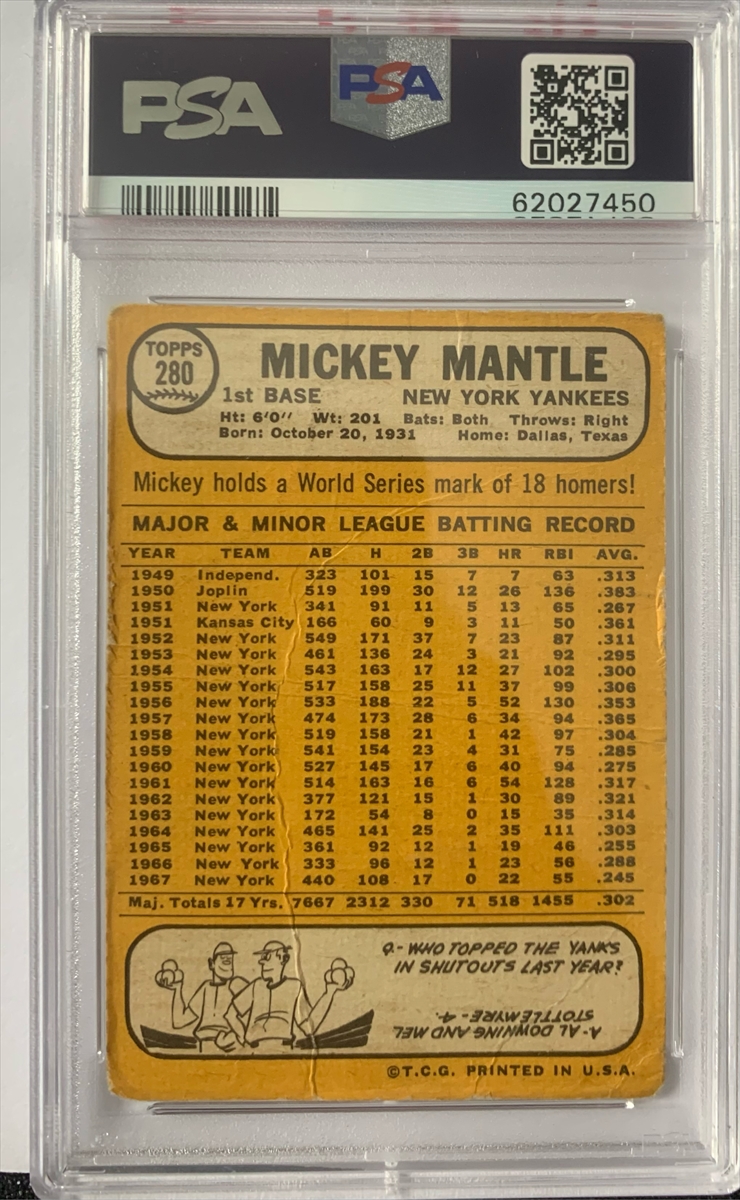 PSA
PSA
62027450
TOPPS
280
MICKEY MANTLE
1st BASE NEW YORK YANKEES
Ht: 6'0" Wt: 201 Bats: Both Throws: Right
Born: October 20, 1931 Home: Dallas, Texas
Mickey holds a World Series mark of 18 homers!
MAJOR & MINOR LEAGUE BATTING RECORD
YEAR TEAM AB H 2B 3B HR RBI AVG.
1949 Independ. 323 101 15 7 7 63 .313
1950 Joplin 519 199 30 12 26 136 .383
1951 New York 341 91 11 5 13 65 .267
1951 Kansas City 166 60 9 3 11 50 .361
1952 New York 549 171 37 7 23 87 .311
1953 New York 461 136 24 3 21 92 .295
1954 New York 543 163 17 12 27 102 .300
1955 New York 517 158 25 11 37 99 .306
1956 New York 533 188 22 5 52 130 .353
1957 New York 474 173 28 6 34 94 .365
1958 New York 519 158 21 1 42 97 .304
1959 New York 541 154 23 4 31 75 .285
1960 New York 527 145 17 6 40 94 .275
1961 New York 514 163 16 6 54 128 .317
1962 New York 377 121 15 1 30 89 .321
1963 New York 172 54 8 0 15 35 .314
1964 New York 465 141 25 2 35 111 .303
1965 New York 361 92 12 1 19 46 .255
1966 New York 333 96 12 1 23 56 .288
1967 New York 440 108 17 0 22 55 .245
Maj. Totals 17 Yrs. 7667 2312 330 71 518 1455 .302
Q- WHO TOPPED THE YANKS
IN SHUTOUTS LAST YEAR?
A- AL DOWNING AND MEL
STOTTLEMYRE - 4.
©T.C.G. PRINTED IN U.S.A.